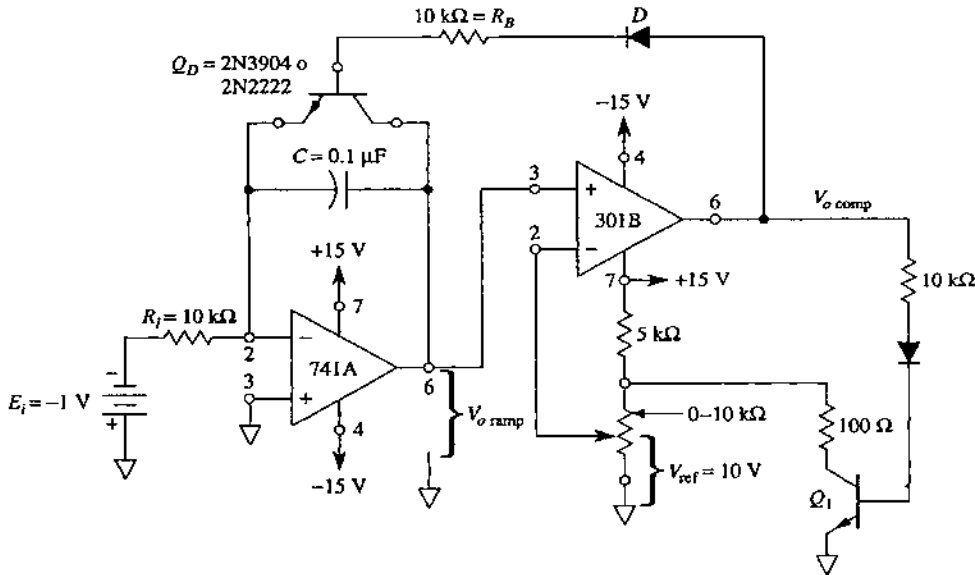 10 kΩ = R_B
D
Q_D = 2N3904 o
2N2222
−15 V
4
C = 0.1 μF
3
+
6
V_o comp
301B
2
−
+15 V
7
+15 V
10 kΩ
7
R_i = 10 kΩ
5 kΩ
2
−
741A
6
3
+
−
E_i = −1 V
+
4
V_o ramp
0–10 kΩ
100 Ω
−15 V
V_ref = 10 V
Q_1